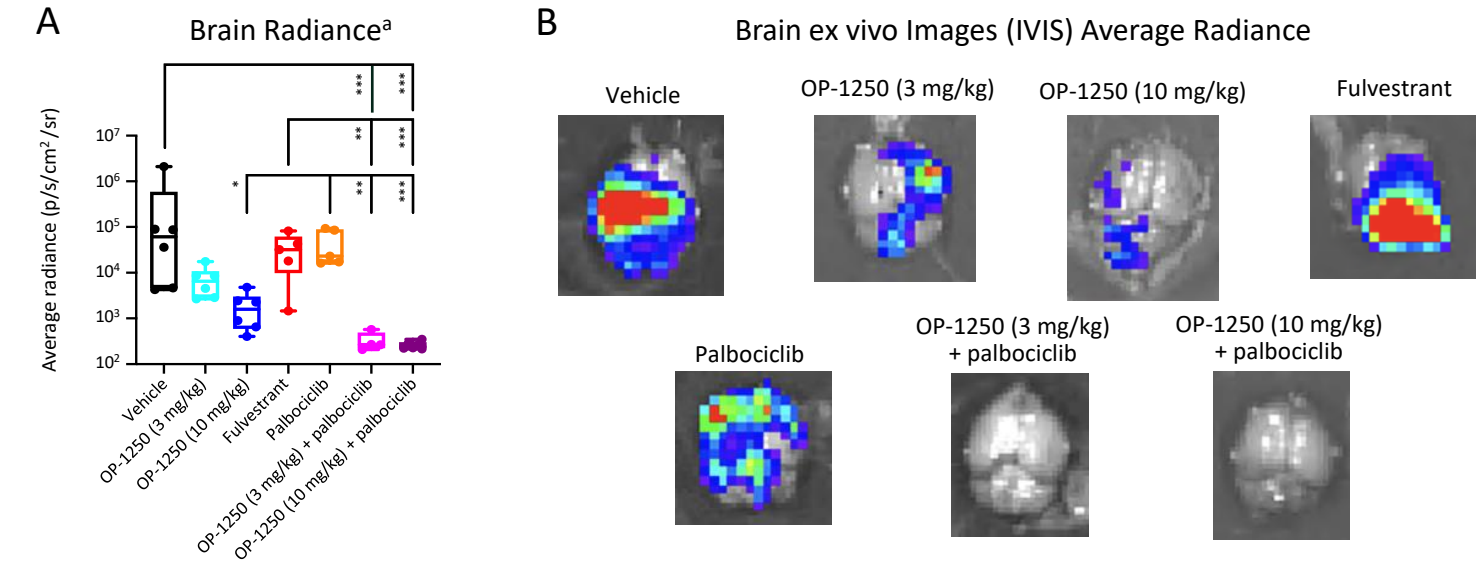 A
Brain Radianceᵃ
***
***
**
***
*
**
***
Average radiance (p/s/cm² /sr)
10⁷
10⁶
10⁵
10⁴
10³
10²
Vehicle
OP-1250 (3 mg/kg)
OP-1250 (10 mg/kg)
Fulvestrant
Palbociclib
OP-1250 (3 mg/kg) + palbociclib
OP-1250 (10 mg/kg) + palbociclib
B
Brain ex vivo Images (IVIS) Average Radiance
Vehicle
OP-1250 (3 mg/kg)
OP-1250 (10 mg/kg)
Fulvestrant
Palbociclib
OP-1250 (3 mg/kg)
+ palbociclib
OP-1250 (10 mg/kg)
+ palbociclib